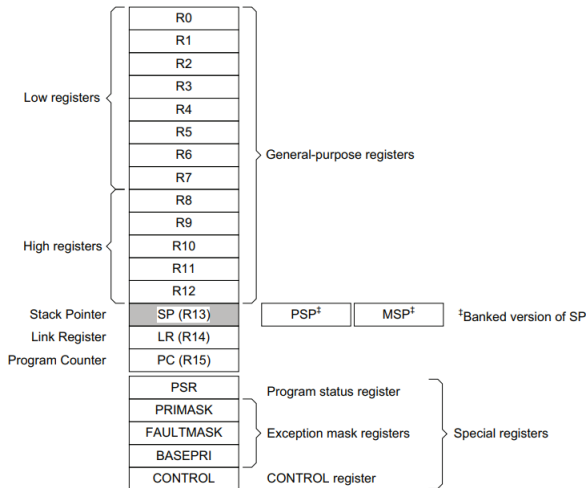 R0
R1
R2
R3
Low registers
R4
R5
General-purpose registers
R6
R7
R8
R9
High registers
R10
R11
R12
Stack Pointer SP (R13) PSP‡ MSP‡ ‡Banked version of SP
Link Register LR (R14)
Program Counter PC (R15)
PSR Program status register
PRIMASK
FAULTMASK Exception mask registers Special registers
BASEPRI
CONTROL CONTROL register